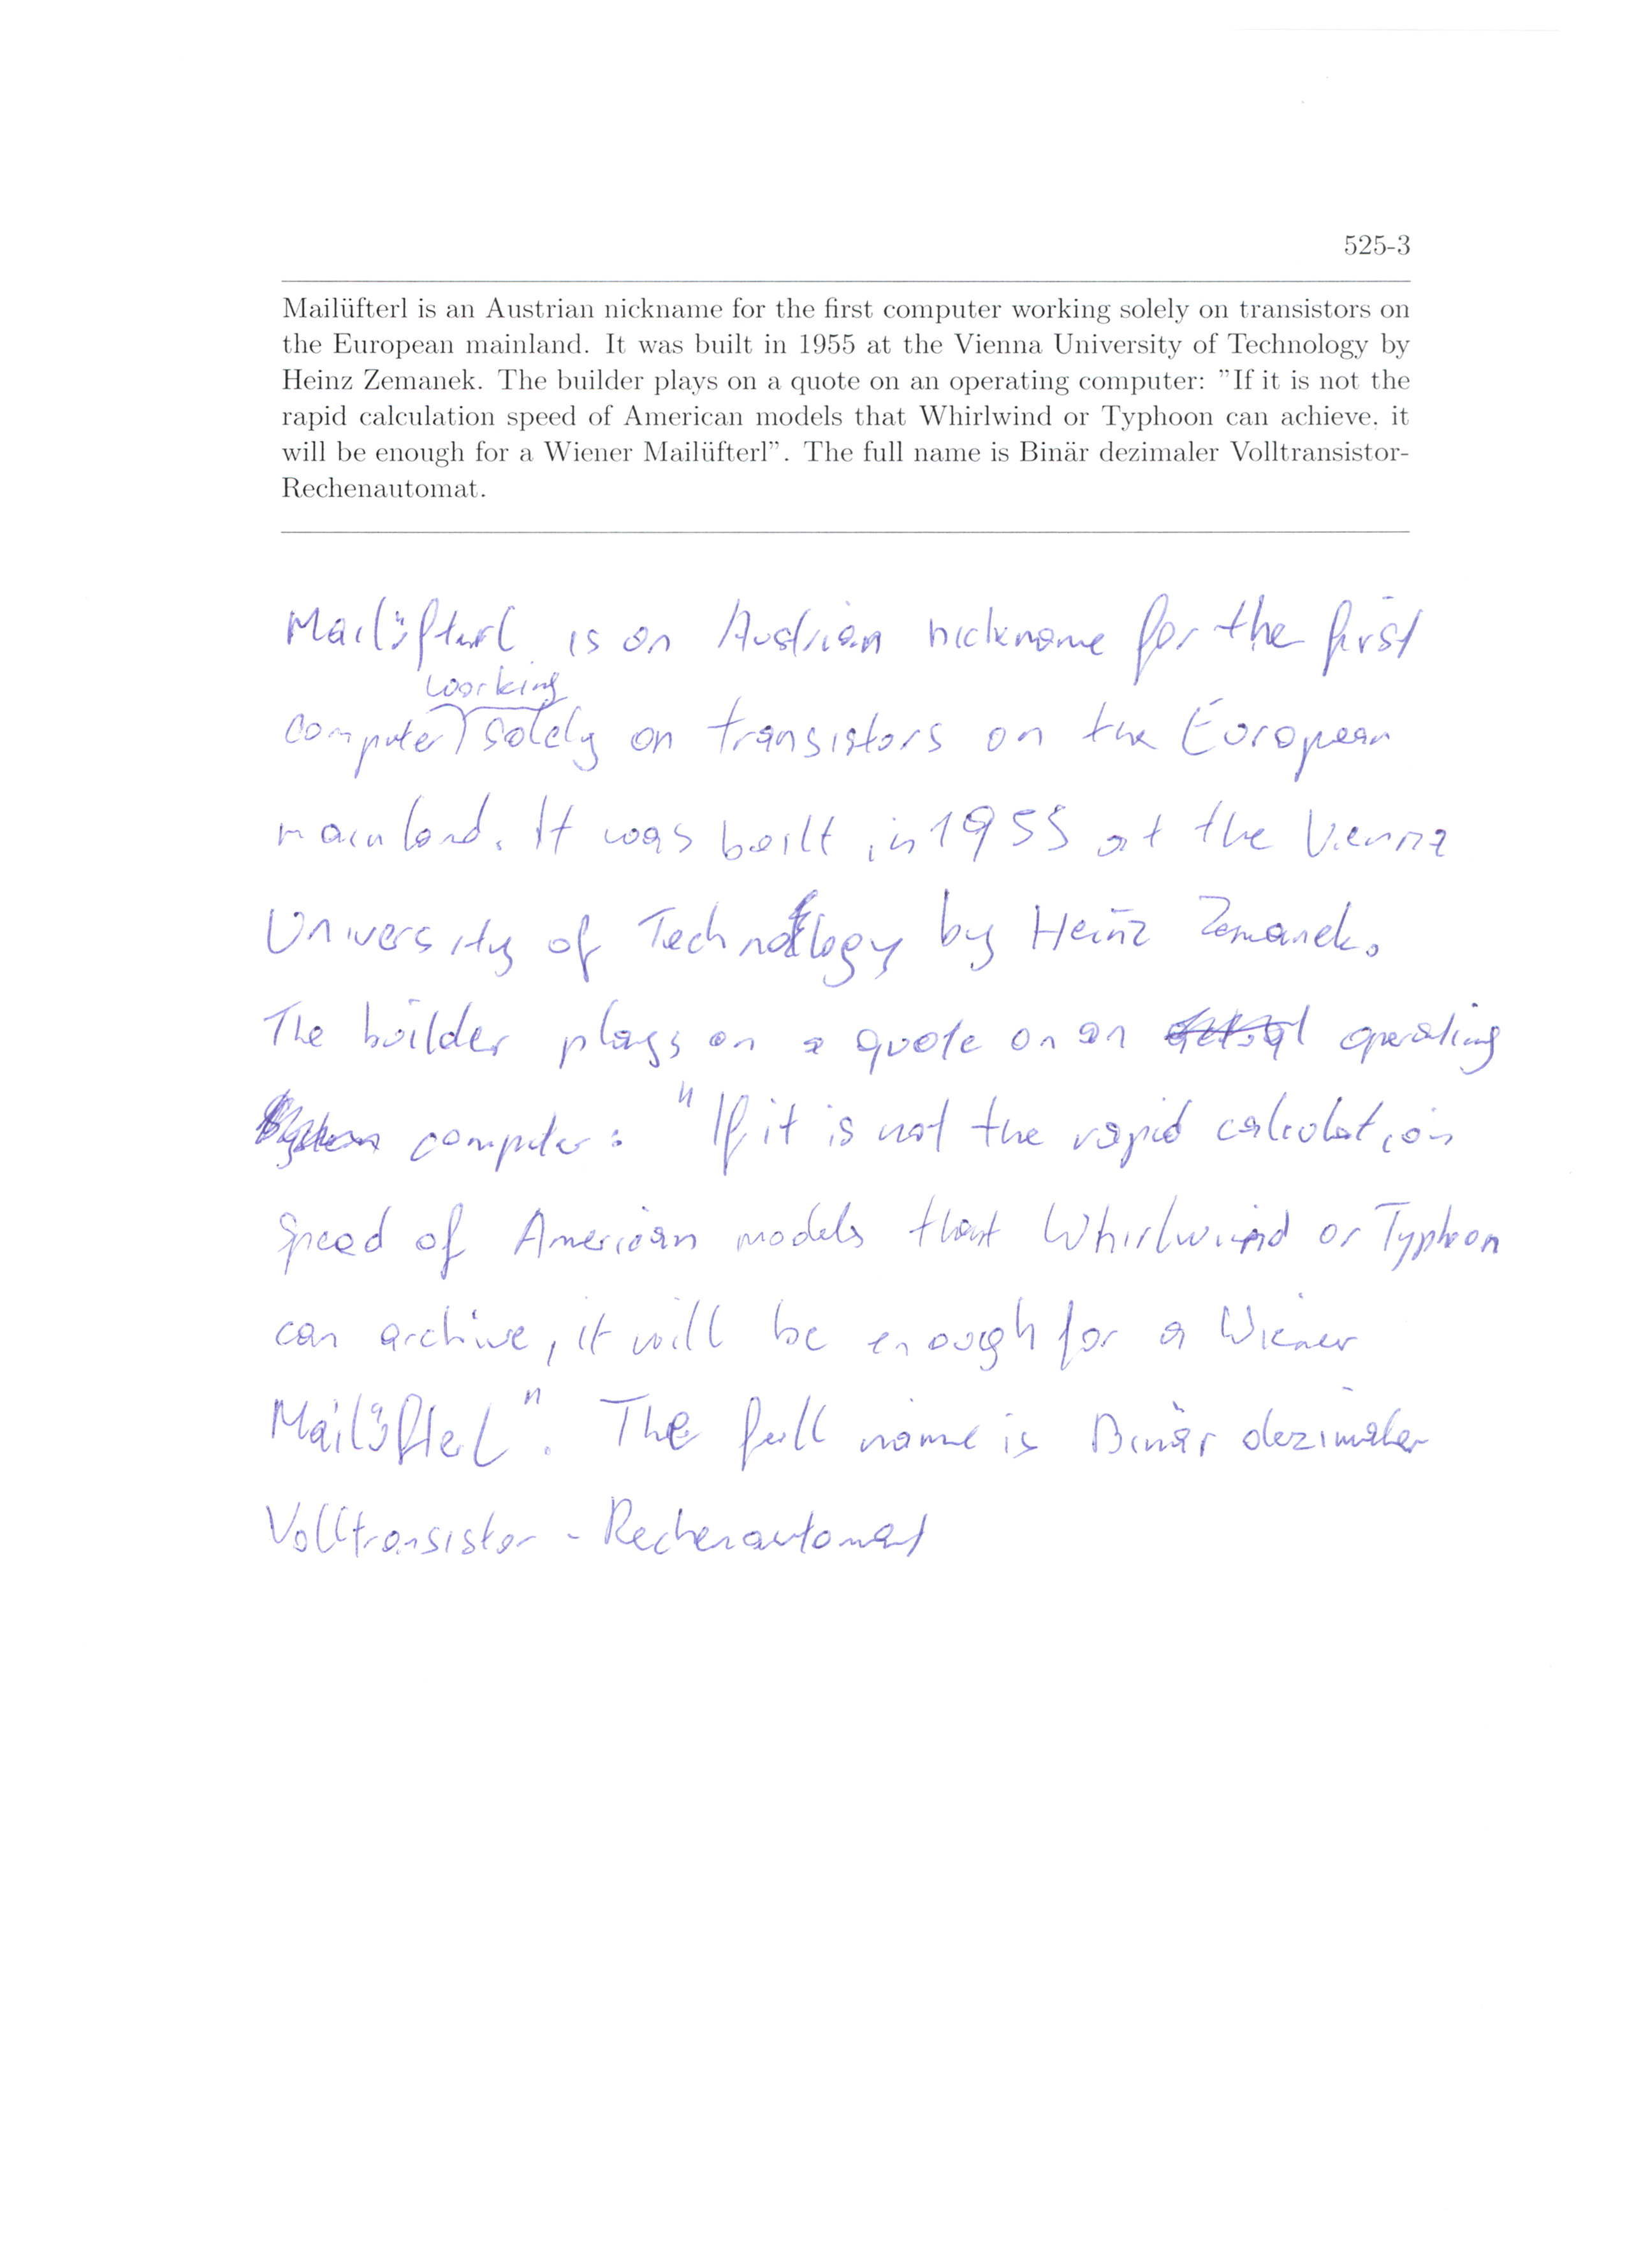 525-3
Mailüfterl is an Austrian nickname for the first computer working solely on transistors on
the European mainland. It was built in 1955 at the Vienna University of Technology by
Heinz Zemanek. The builder plays on a quote on an operating computer: ”If it is not the
rapid calculation speed of American models that Whirlwind or Typhoon can achieve, it
will be enough for a Wiener Mailüfterl”. The full name is Binär dezimaler Volltransistor-
Rechenautomat.
Mailüfterl is an Austrian nickname for the first
working
computer solely on transistors on the European
mainland. It was built in 1955 at the Vienna
University of Technology by Heinz Zemanek.
The builder plays on a quote on an operating
computer: "If it is not the rapid calculation
speed of American models that Whirlwind or Typhoon
can archive, it will be enough for a Wiener
Mailüfterl". The full name is Binär dezimaler
Volltransistor - Rechenautomat